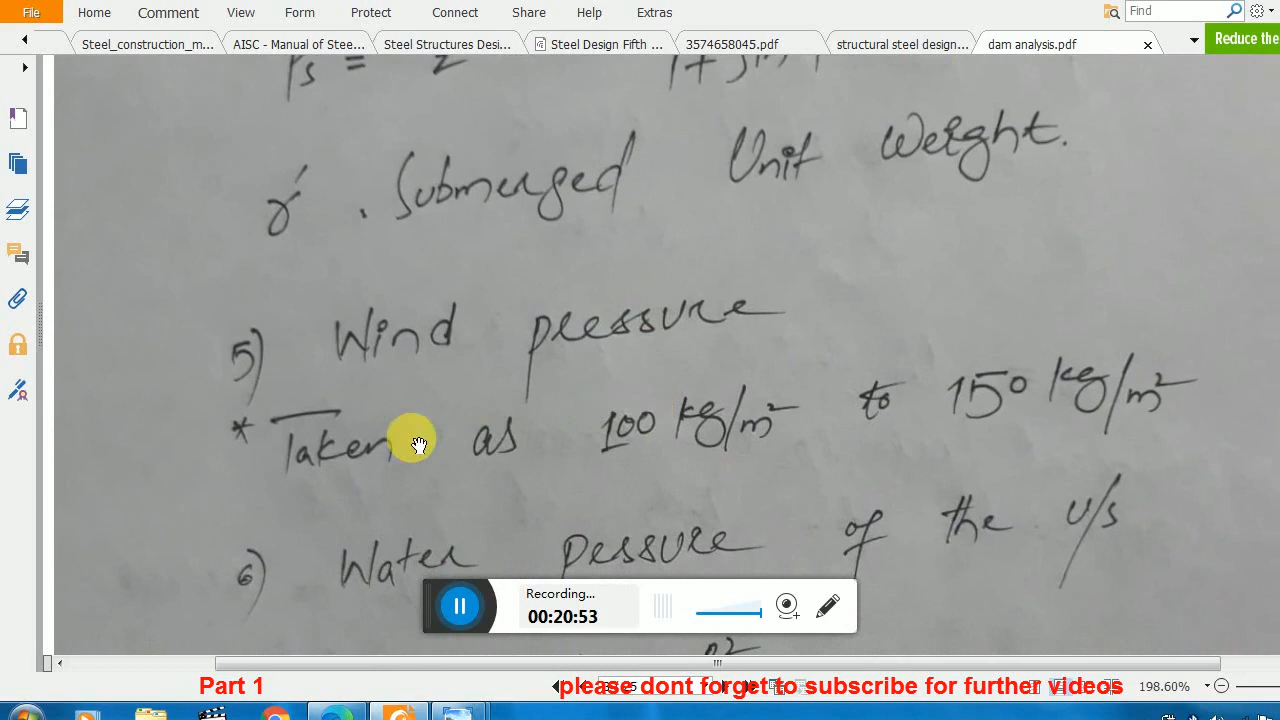 File Home Comment View Form Protect Connect Share Help Extras Find
Steel_construction_m... AISC - Manual of Stee... Steel Structures Desi... Steel Design Fifth ... 3574658045.pdf structural steel design... dam analysis.pdf Reduce the
Ps = 2
γ' . Submerged Unit Weight.
5) Wind pressure
* Taken as 100 kg/m² to 150 kg/m²
6) Water pessure of the u/s
Recording...
00:20:53
Part 1 please dont forget to subscribe for further videos 198.60%